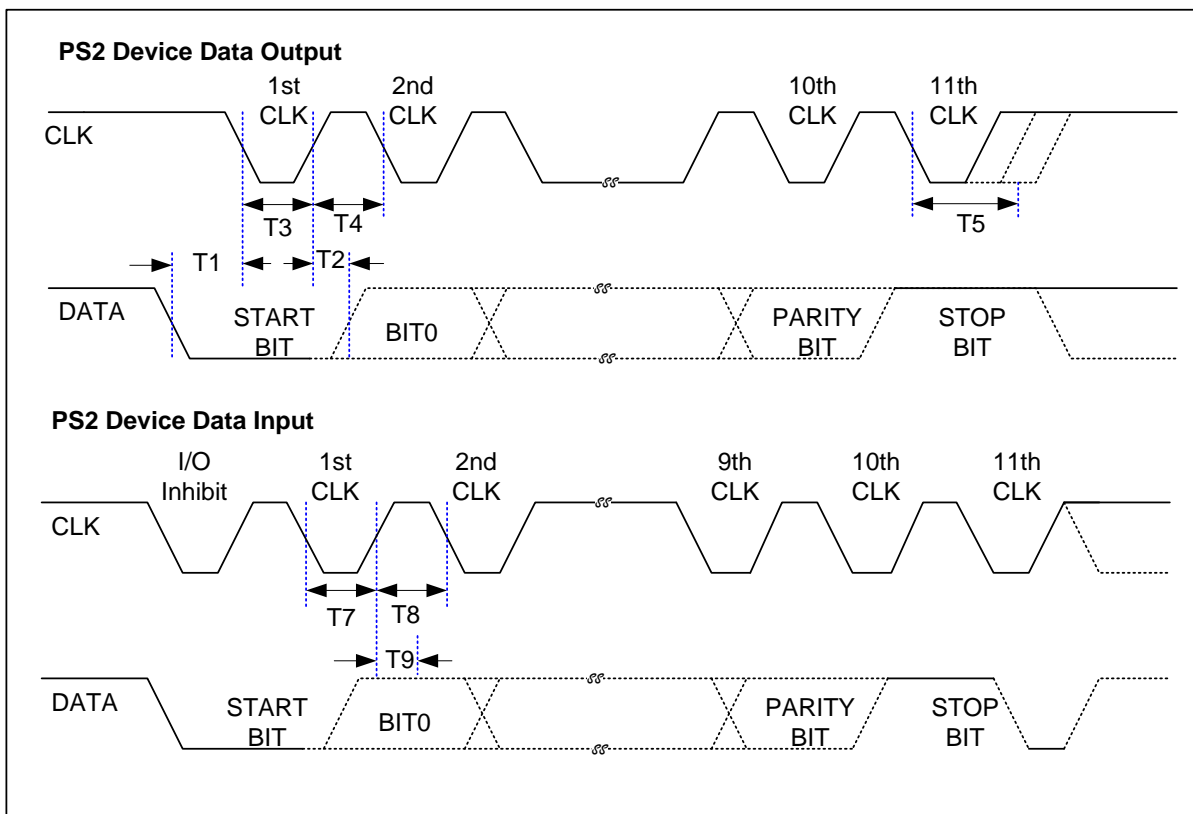 PS2 Device Data Output
1st
CLK
2nd
CLK
10th
CLK
11th
CLK
CLK
T3
T4
T5
T1
T2
DATA
START
BIT
BIT0
PARITY
BIT
STOP
BIT
PS2 Device Data Input
I/O
Inhibit
1st
CLK
2nd
CLK
9th
CLK
10th
CLK
11th
CLK
CLK
T7
T8
T9
DATA
START
BIT
BIT0
PARITY
BIT
STOP
BIT